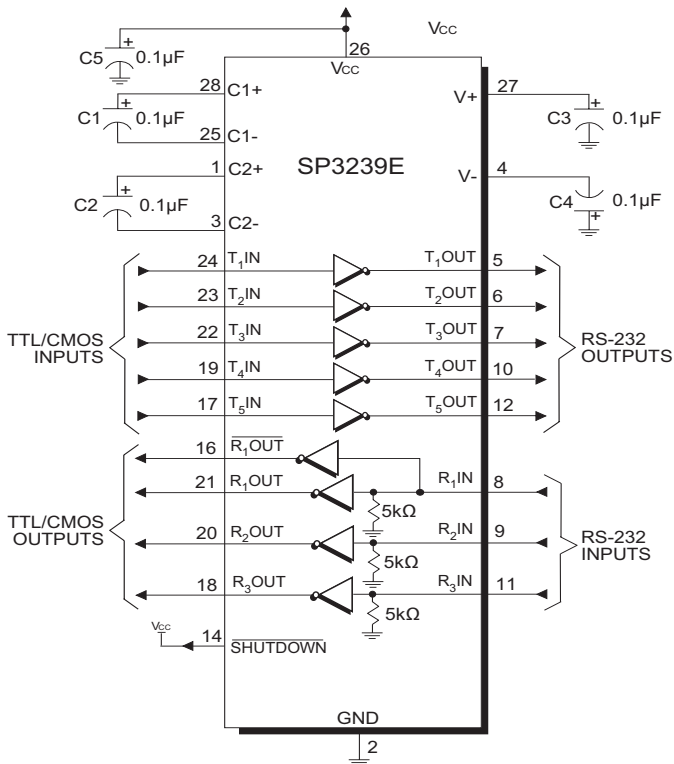 Vcc
C5 + 0.1µF
26
Vcc
28 C1+
C1 + 0.1µF
25 C1-
1 C2+
C2 + 0.1µF
3 C2-
SP3239E
V+ 27
C3 + 0.1µF
V- 4
C4 + 0.1µF
TTL/CMOS
INPUTS
24 T₁IN T₁OUT 5
23 T₂IN T₂OUT 6
22 T₃IN T₃OUT 7
19 T₄IN T₄OUT 10
17 T₅IN T₅OUT 12
RS-232
OUTPUTS
TTL/CMOS
OUTPUTS
16 R̅₁O̅U̅T̅
21 R₁OUT R₁IN 8
5kΩ
20 R₂OUT R₂IN 9
5kΩ
18 R₃OUT R₃IN 11
5kΩ
RS-232
INPUTS
Vcc
14 S̅H̅U̅T̅D̅O̅W̅N̅
GND
2